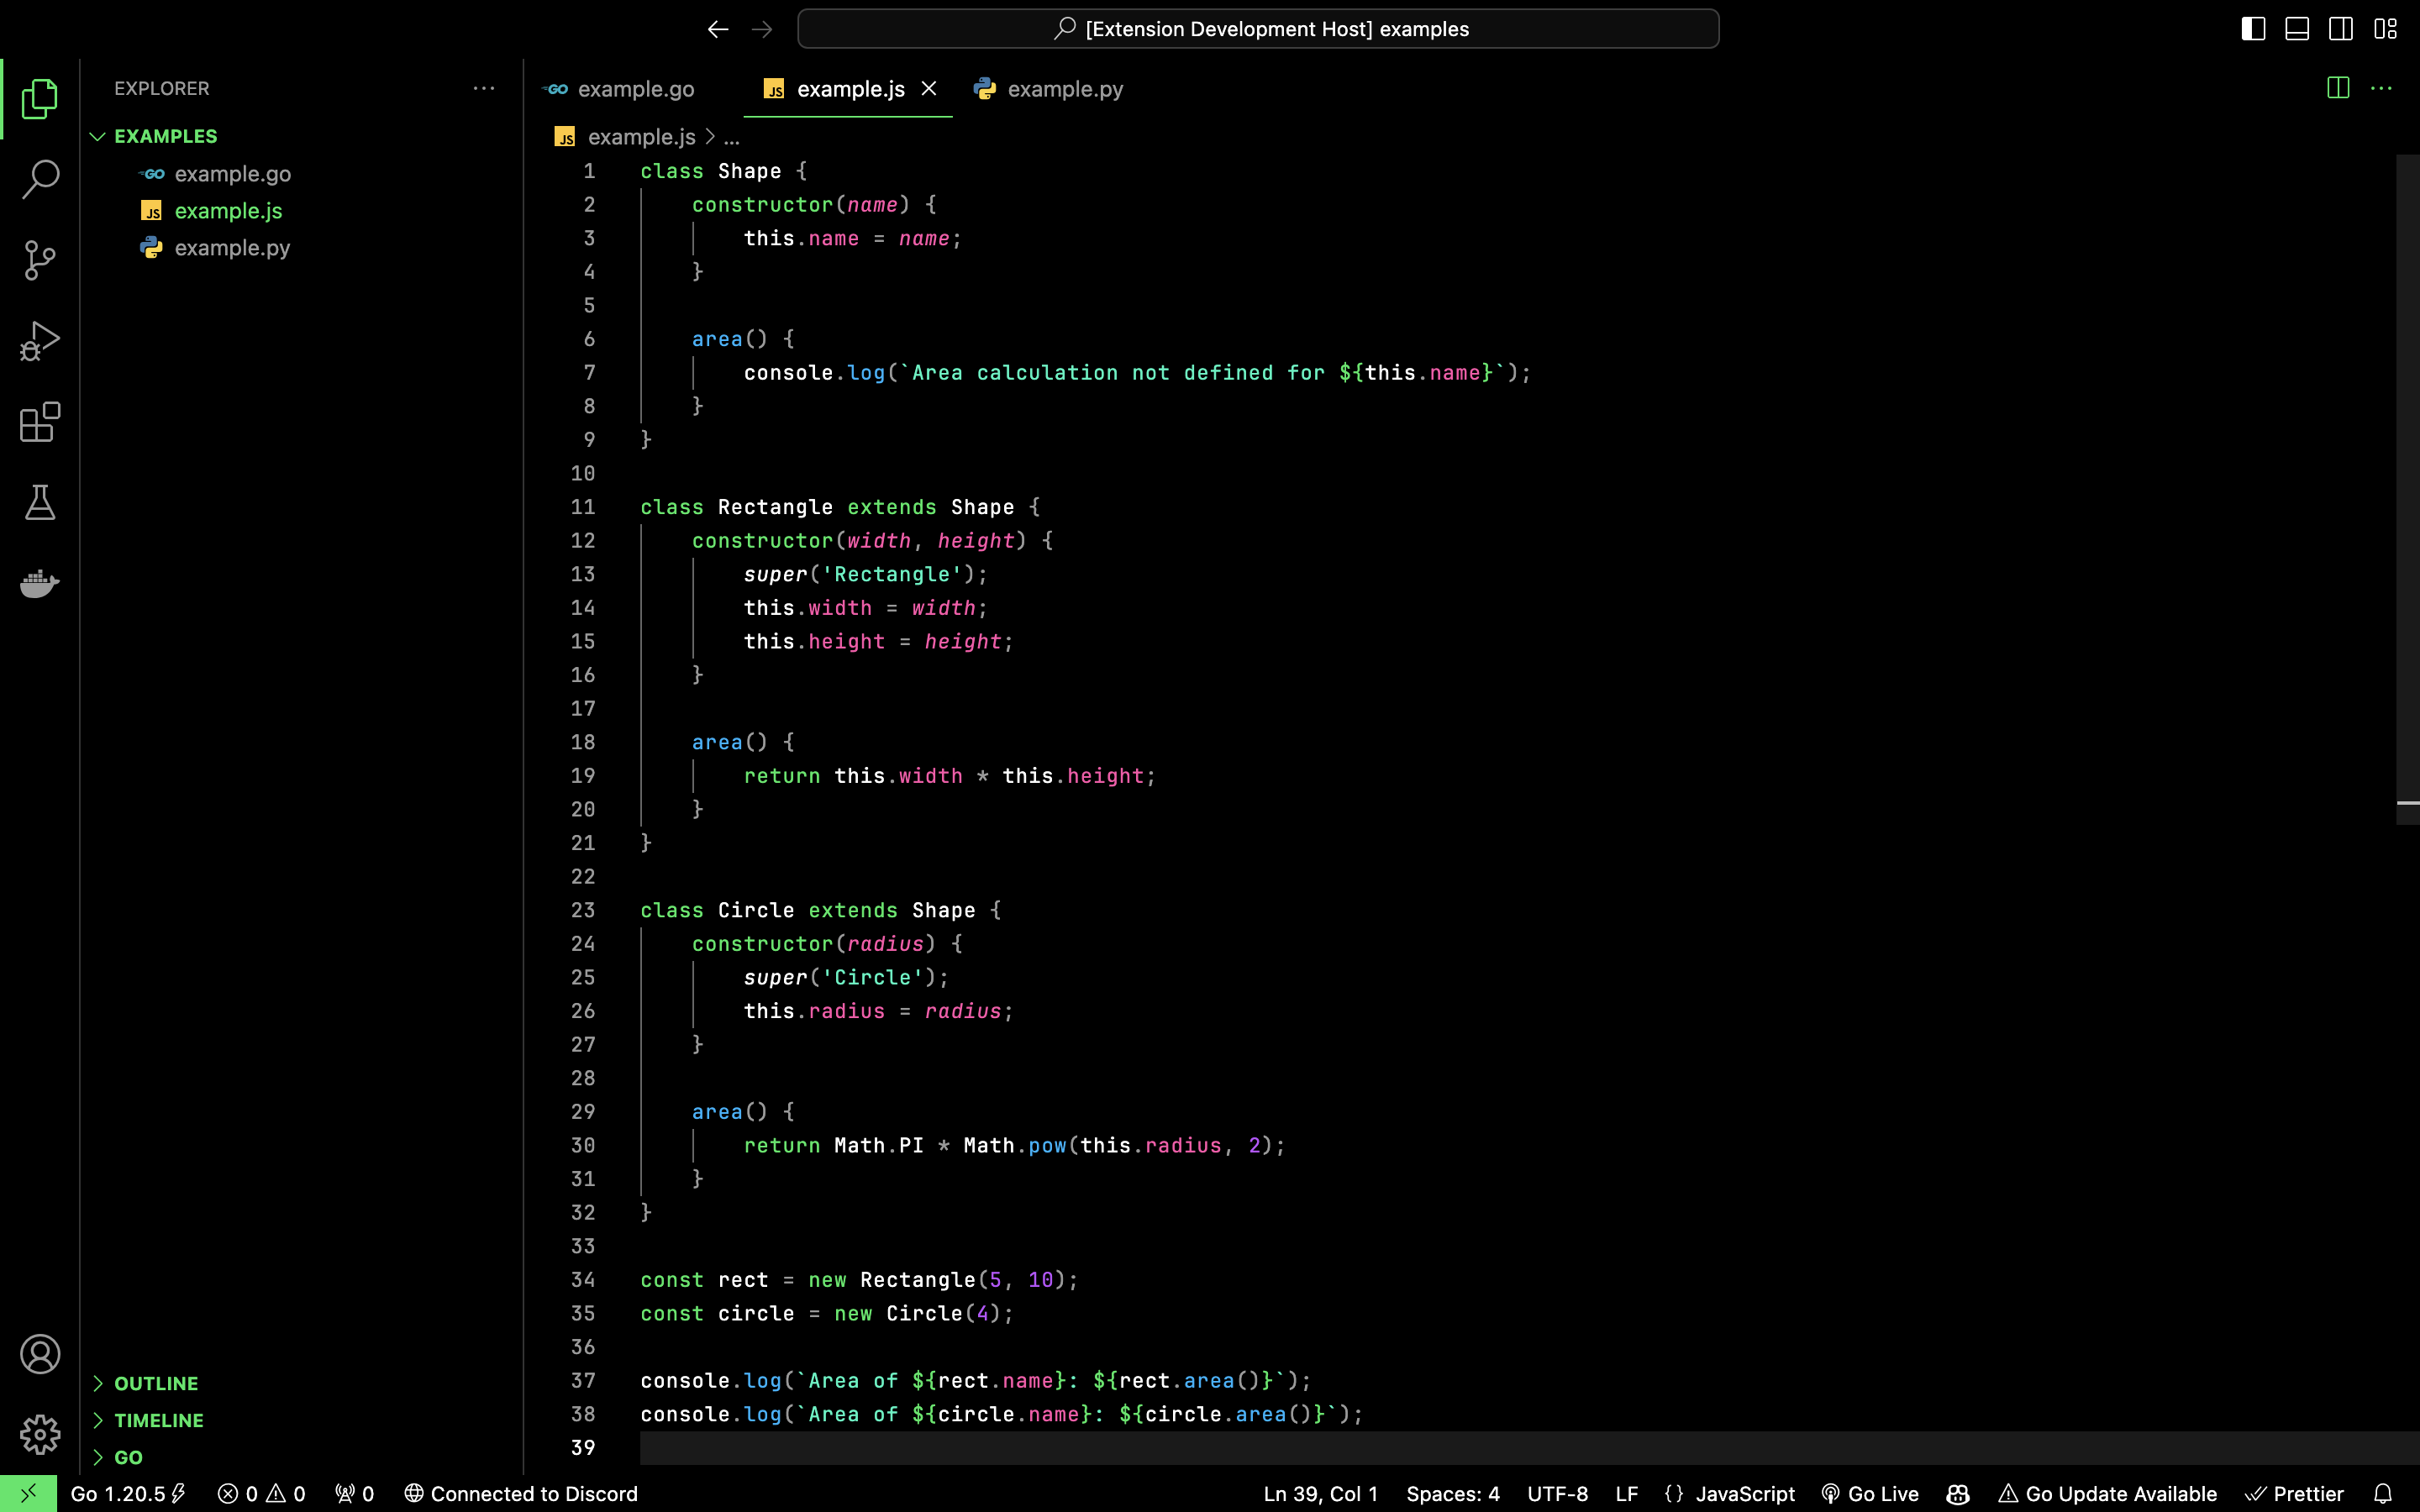 [Extension Development Host] examples
EXPLORER
EXAMPLES
GO example.go
JS example.js
example.py
OUTLINE
TIMELINE
GO
GO example.go
JS example.js
example.py
JS example.js > ...
1 class Shape {
2     constructor(name) {
3         this.name = name;
4     }
5
6     area() {
7         console.log(`Area calculation not defined for ${this.name}`);
8     }
9 }
10
11 class Rectangle extends Shape {
12     constructor(width, height) {
13         super('Rectangle');
14         this.width = width;
15         this.height = height;
16     }
17
18     area() {
19         return this.width * this.height;
20     }
21 }
22
23 class Circle extends Shape {
24     constructor(radius) {
25         super('Circle');
26         this.radius = radius;
27     }
28
29     area() {
30         return Math.PI * Math.pow(this.radius, 2);
31     }
32 }
33
34 const rect = new Rectangle(5, 10);
35 const circle = new Circle(4);
36
37 console.log(`Area of ${rect.name}: ${rect.area()}`);
38 console.log(`Area of ${circle.name}: ${circle.area()}`);
39
Go 1.20.5 0 0 0 Connected to Discord Ln 39, Col 1 Spaces: 4 UTF-8 LF {} JavaScript Go Live Go Update Available Prettier